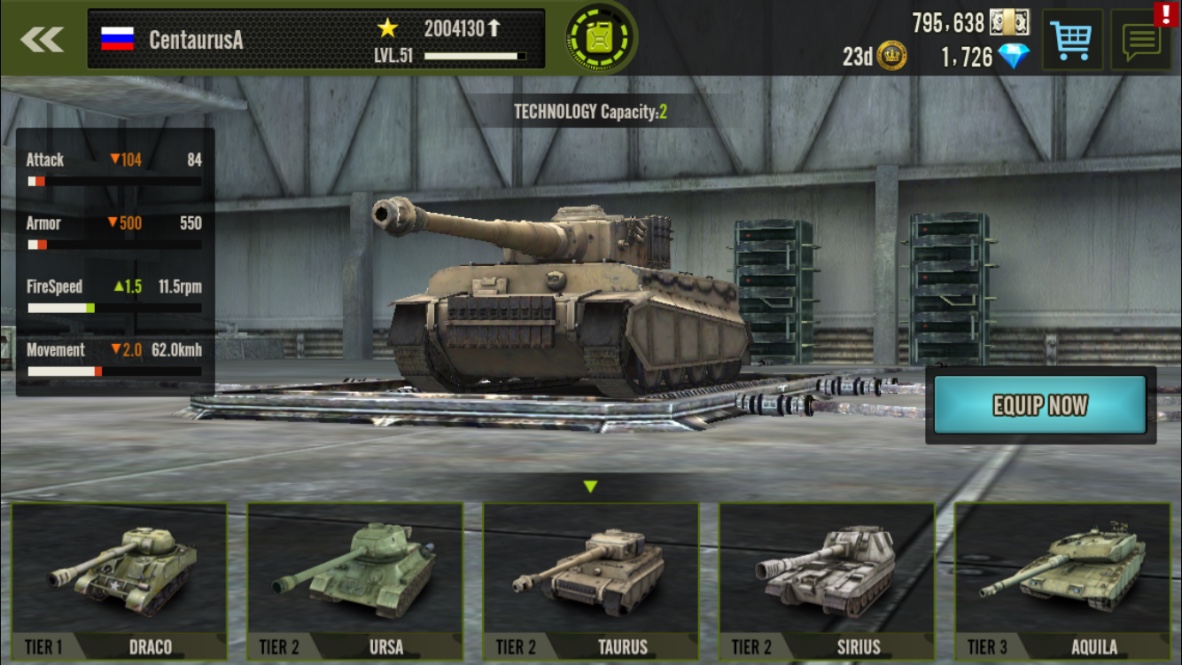 CentaurusA
2004130
LVL.51
795,638
23d
1,726
!
TECHNOLOGY Capacity:2
Attack 104 84
Armor 500 550
FireSpeed 1.5 11.5rpm
Movement 2.0 62.0kmh
EQUIP NOW
TIER 1 DRACO
TIER 2 URSA
TIER 2 TAURUS
TIER 2 SIRIUS
TIER 3 AQUILA